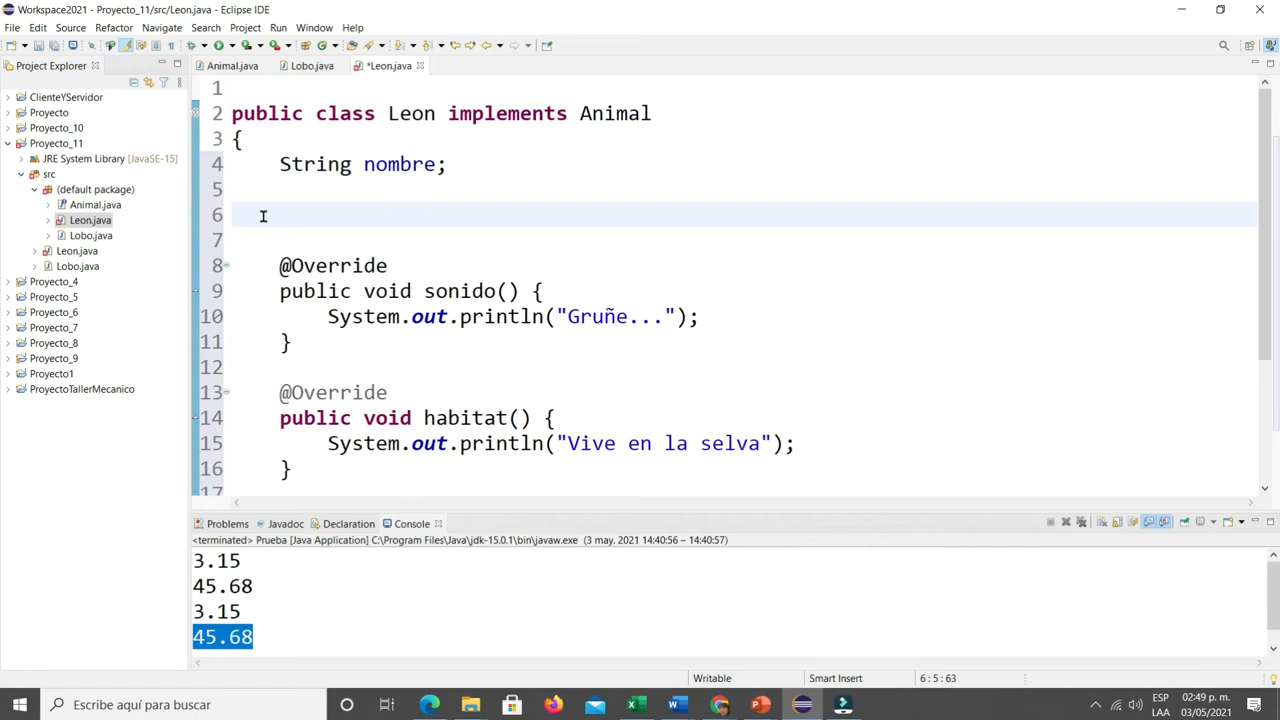 Workspace2021 - Proyecto_11/src/Leon.java - Eclipse IDE
File Edit Source Refactor Navigate Search Project Run Window Help
Project Explorer
ClienteYServidor
Proyecto
Proyecto_10
Proyecto_11
JRE System Library [JavaSE-15]
src
(default package)
Animal.java
Leon.java
Lobo.java
Leon.java
Lobo.java
Proyecto_4
Proyecto_5
Proyecto_6
Proyecto_7
Proyecto_8
Proyecto_9
Proyecto1
ProyectoTallerMecanico
Animal.java Lobo.java *Leon.java
1
2 public class Leon implements Animal
3 {
4 String nombre;
5
6
7
8 @Override
9 public void sonido() {
10 System.out.println("Gruñe...");
11 }
12
13 @Override
14 public void habitat() {
15 System.out.println("Vive en la selva");
16 }
17
Problems Javadoc Declaration Console
<terminated> Prueba [Java Application] C:\Program Files\Java\jdk-15.0.1\bin\javaw.exe (3 may. 2021 14:40:56 – 14:40:57)
3.15
45.68
3.15
45.68
Writable Smart Insert 6 : 5 : 63
Escribe aquí para buscar
ESP 02:49 p. m.
LAA 03/05/2021